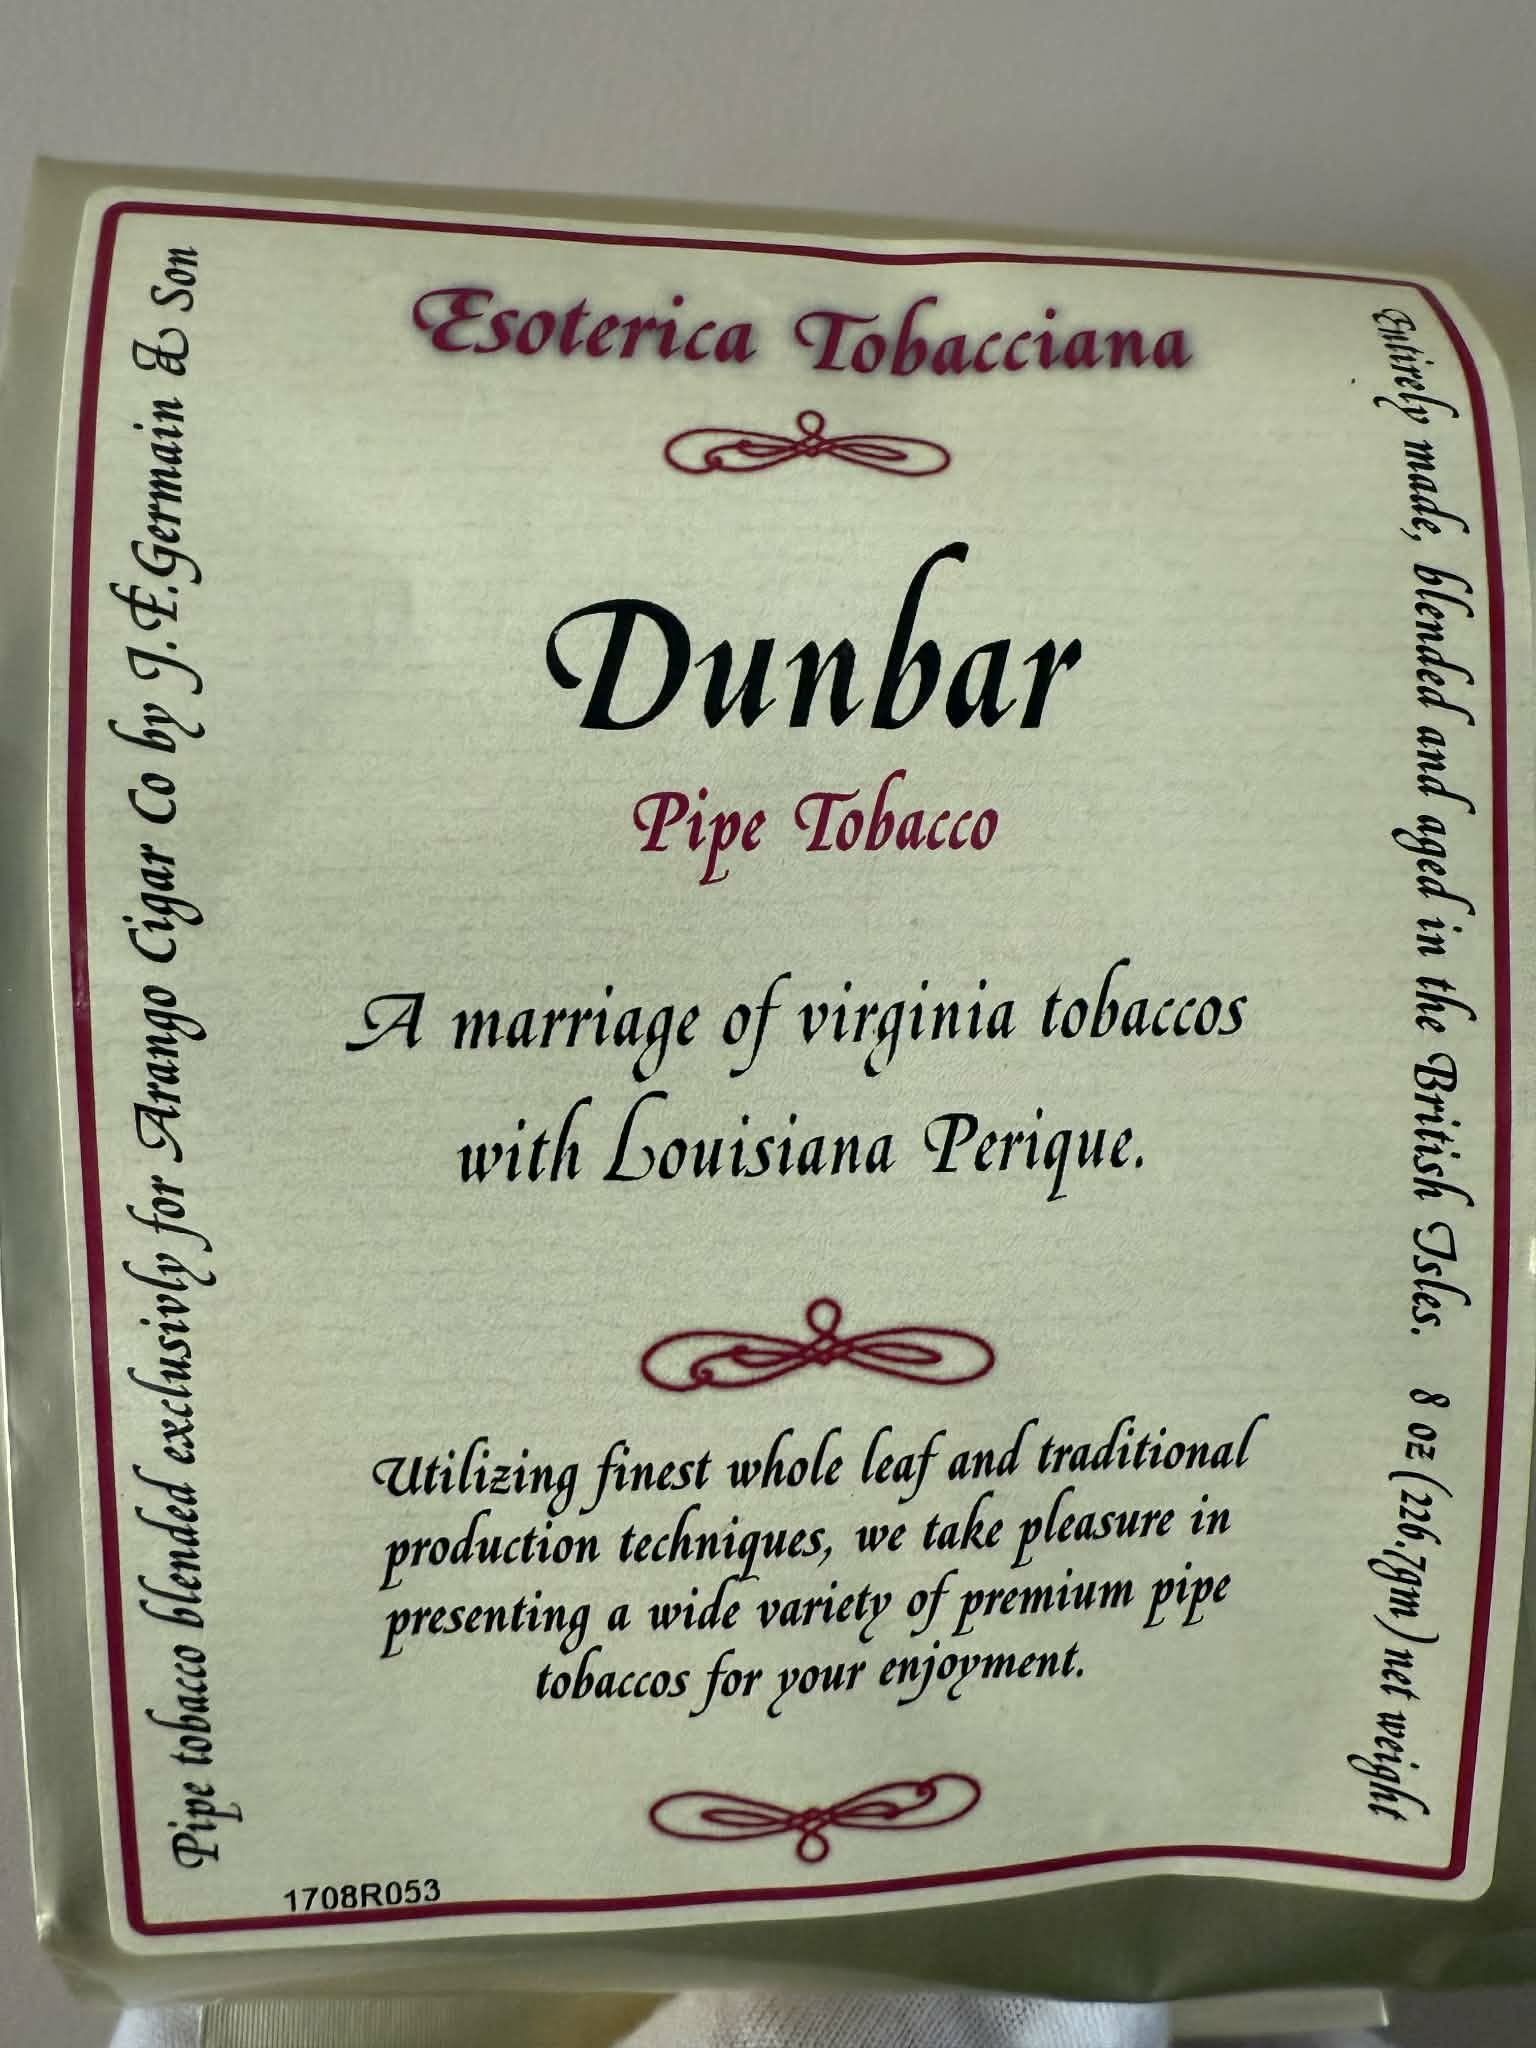 Esoterica Tobacciana
Dunbar
Pipe Tobacco
A marriage of virginia tobaccos
with Louisiana Perique.
Utilizing finest whole leaf and traditional
production techniques, we take pleasure in
presenting a wide variety of premium pipe
tobaccos for your enjoyment.
Pipe tobacco blended exclusivly for Arango Cigar Co by J.F.Germain & Son
Entirely made, blended and aged in the British Isles. 8 oz (226.7gm) net weight
1708R053